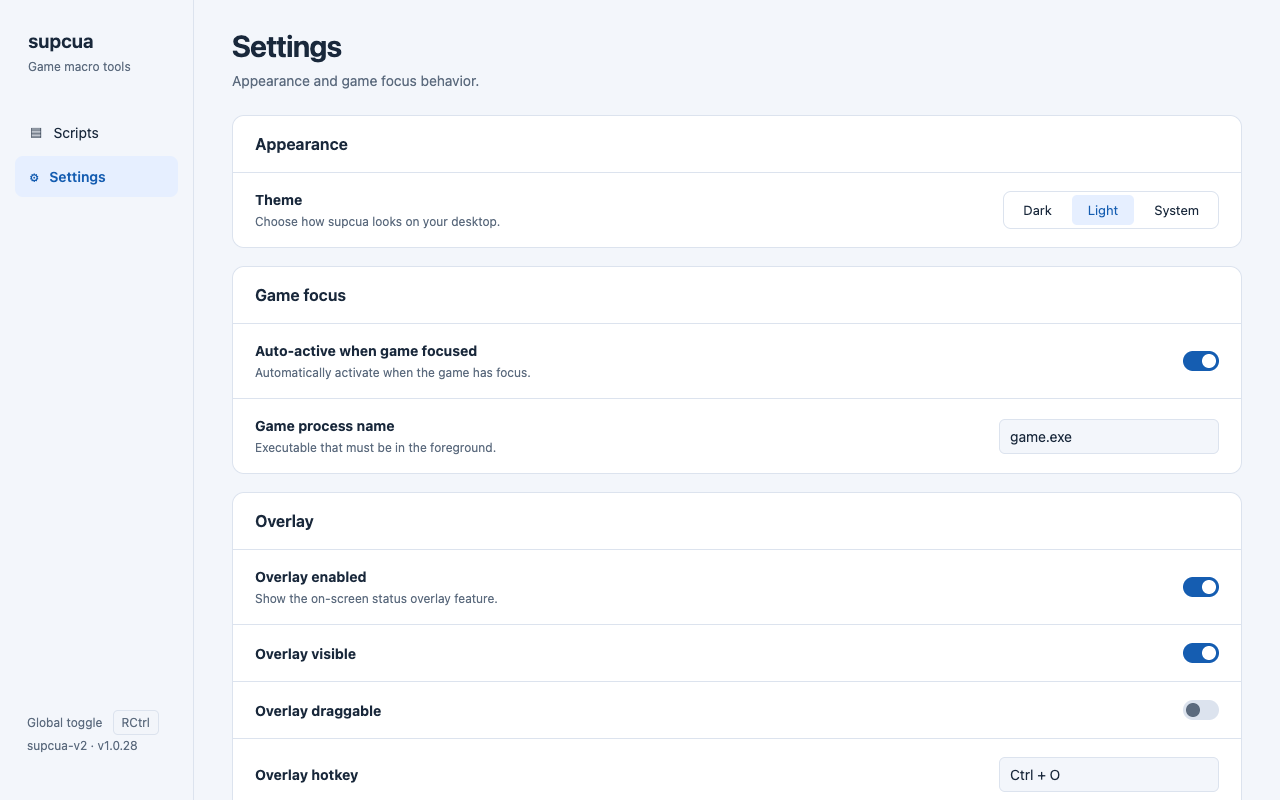 supcua
Game macro tools
Scripts
Settings
Global toggle RCtrl
supcua-v2 · v1.0.28
Settings
Appearance and game focus behavior.
Appearance
Theme
Choose how supcua looks on your desktop.
Dark Light System
Game focus
Auto-active when game focused
Automatically activate when the game has focus.
Game process name
Executable that must be in the foreground.
game.exe
Overlay
Overlay enabled
Show the on-screen status overlay feature.
Overlay visible
Overlay draggable
Overlay hotkey
Ctrl + O